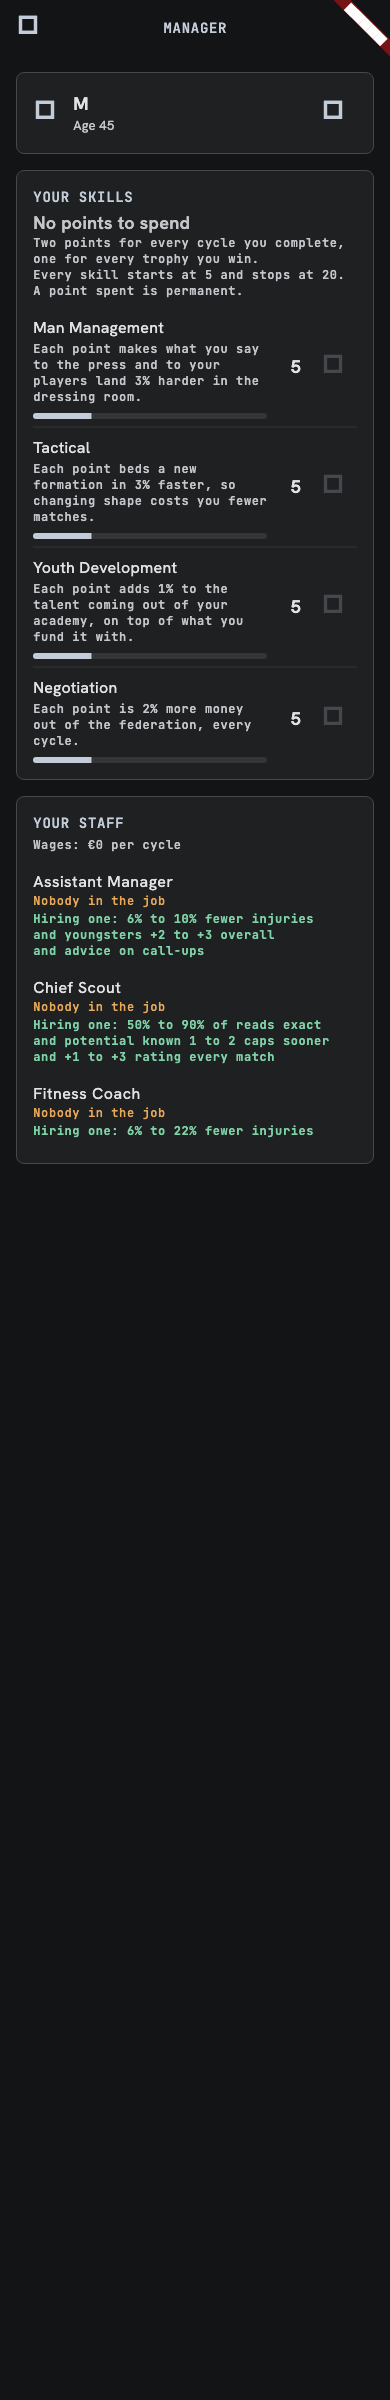 MANAGER
M
Age 45
YOUR SKILLS
No points to spend
Two points for every cycle you complete,
one for every trophy you win.
Every skill starts at 5 and stops at 20.
A point spent is permanent.
Man Management
Each point makes what you say
to the press and to your
players land 3% harder in the
dressing room.
5
Tactical
Each point beds a new
formation in 3% faster, so
changing shape costs you fewer
matches.
5
Youth Development
Each point adds 1% to the
talent coming out of your
academy, on top of what you
fund it with.
5
Negotiation
Each point is 2% more money
out of the federation, every
cycle.
5
YOUR STAFF
Wages: €0 per cycle
Assistant Manager
Nobody in the job
Hiring one: 6% to 10% fewer injuries
and youngsters +2 to +3 overall
and advice on call-ups
Chief Scout
Nobody in the job
Hiring one: 50% to 90% of reads exact
and potential known 1 to 2 caps sooner
and +1 to +3 rating every match
Fitness Coach
Nobody in the job
Hiring one: 6% to 22% fewer injuries